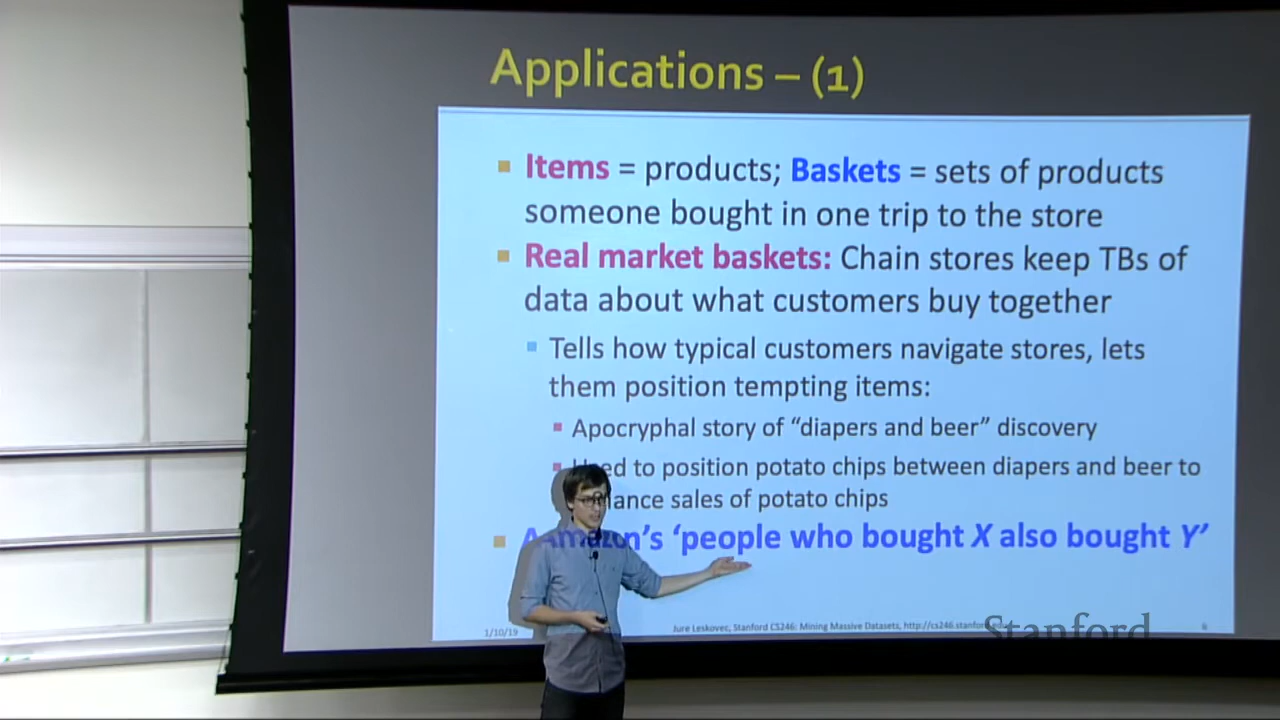 Applications – (1)
Items = products; Baskets = sets of products
someone bought in one trip to the store
Real market baskets: Chain stores keep TBs of
data about what customers buy together
Tells how typical customers navigate stores, lets
them position tempting items:
Apocryphal story of “diapers and beer” discovery
to position potato chips between diapers and beer to
sales of potato chips
Amazon’s ‘people who bought X also bought Y’
1/10/19
Jure Leskovec, Stanford CS246: Mining Massive Datasets,
6
Stanford